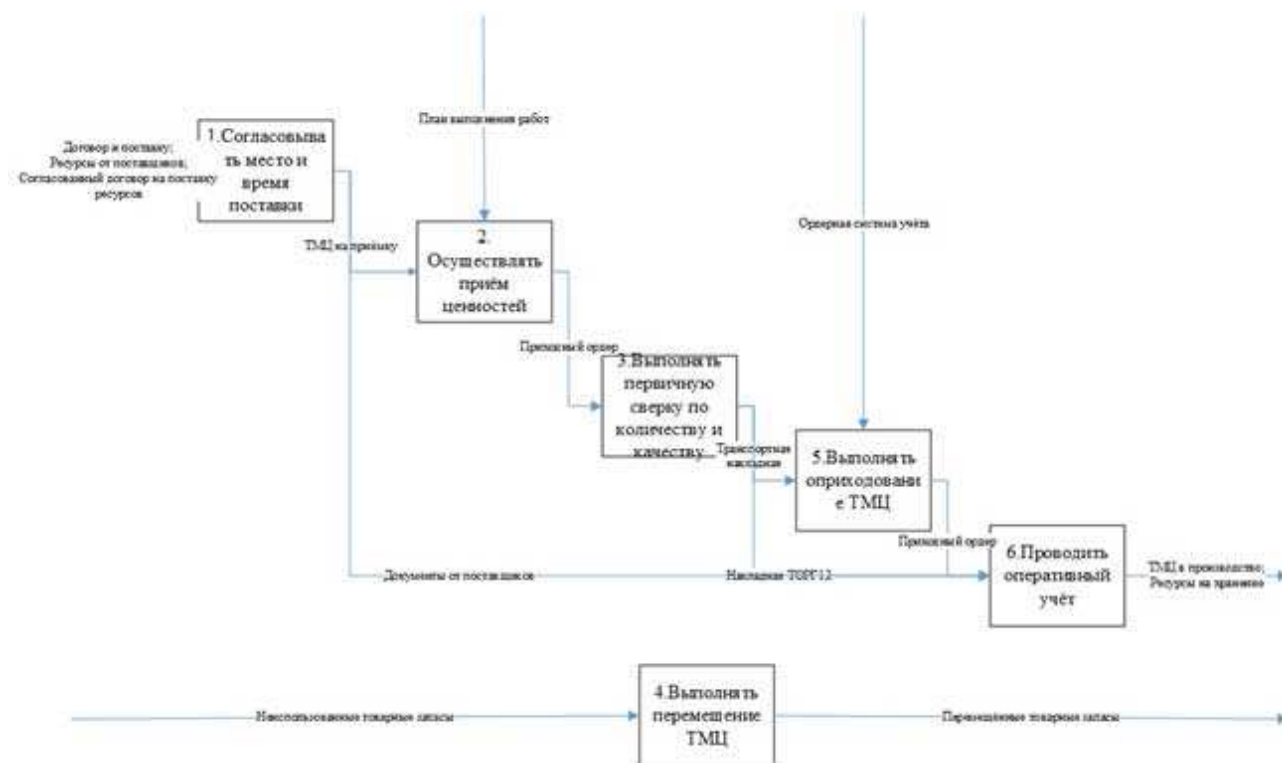 План выполнения работ
1.Согласовыва
ть место и
время
поставки
Договор и поставку;
Ресурсы от поставщиков;
Согласованный договор на поставку
ресурсов
Ордерная система учёта
ТМЦ на приёмку
2.
Осуществлять
приём
ценностей
Приходный ордер
3.Выполнять
первичную
сверку по
количеству и
качеству
Транспортная
накладная
5.Выполнять
оприходовани
е ТМЦ
Приходный ордер
6.Проводить
оперативный
учёт
Документы от поставщиков
Накладная ТОРГ12
ТМЦ в производство;
Ресурсы на хранение
4.Выполнять
перемещение
ТМЦ
Неиспользованные товарные запасы
Перемещённые товарные запасы